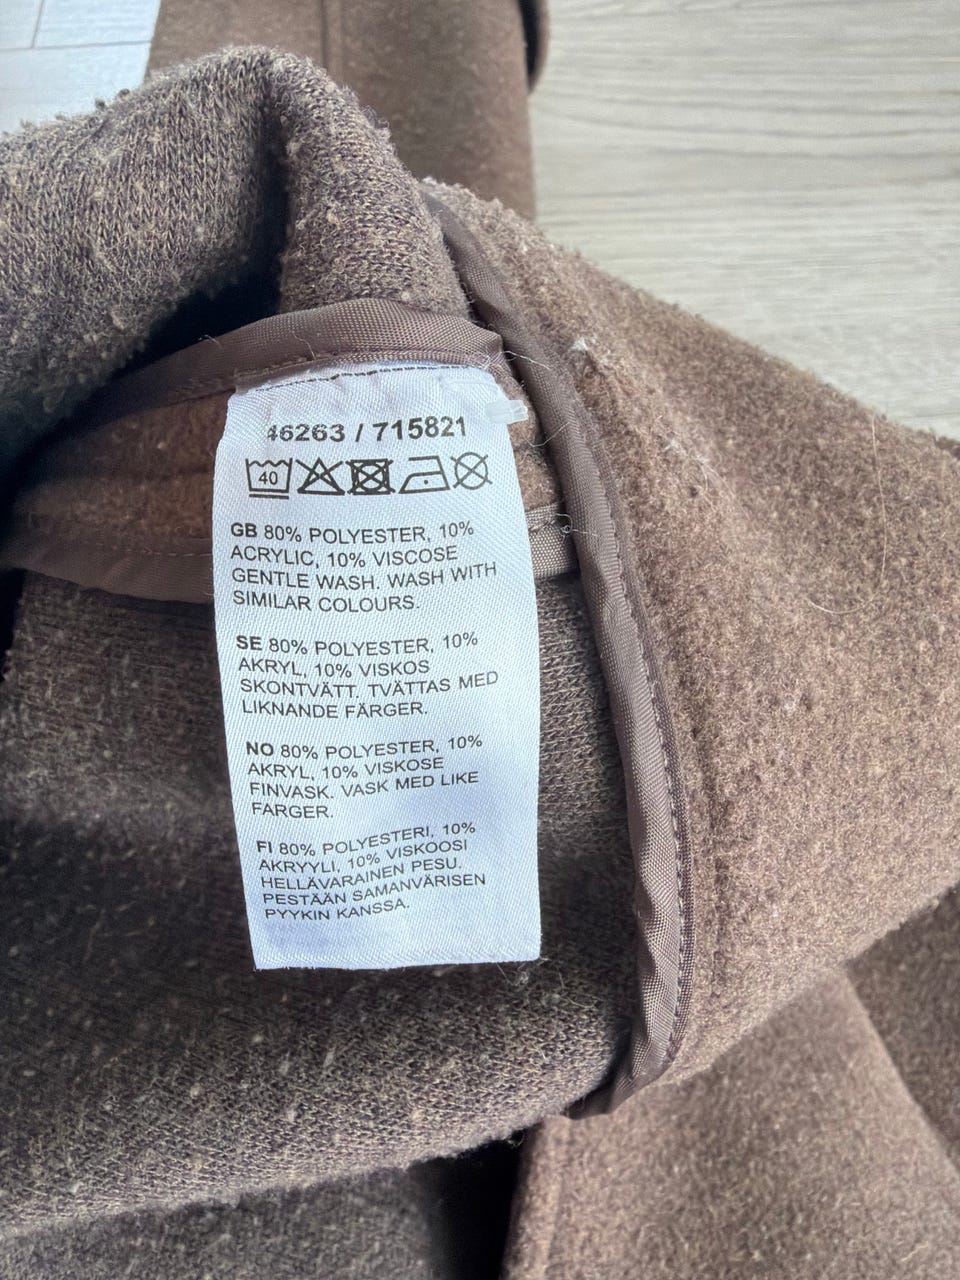 46263 / 715821
40
GB 80% POLYESTER, 10%
ACRYLIC, 10% VISCOSE
GENTLE WASH. WASH WITH
SIMILAR COLOURS.
SE 80% POLYESTER, 10%
AKRYL, 10% VISKOS
SKONTVÄTT. TVÄTTAS MED
LIKNANDE FÄRGER.
NO 80% POLYESTER, 10%
AKRYL, 10% VISKOSE
FINVASK. VASK MED LIKE
FARGER.
FI 80% POLYESTERI, 10%
AKRYYLI, 10% VISKOOSI
HELLÄVARAINEN PESU.
PESTÄÄN SAMANVÄRISEN
PYYKIN KANSSA.